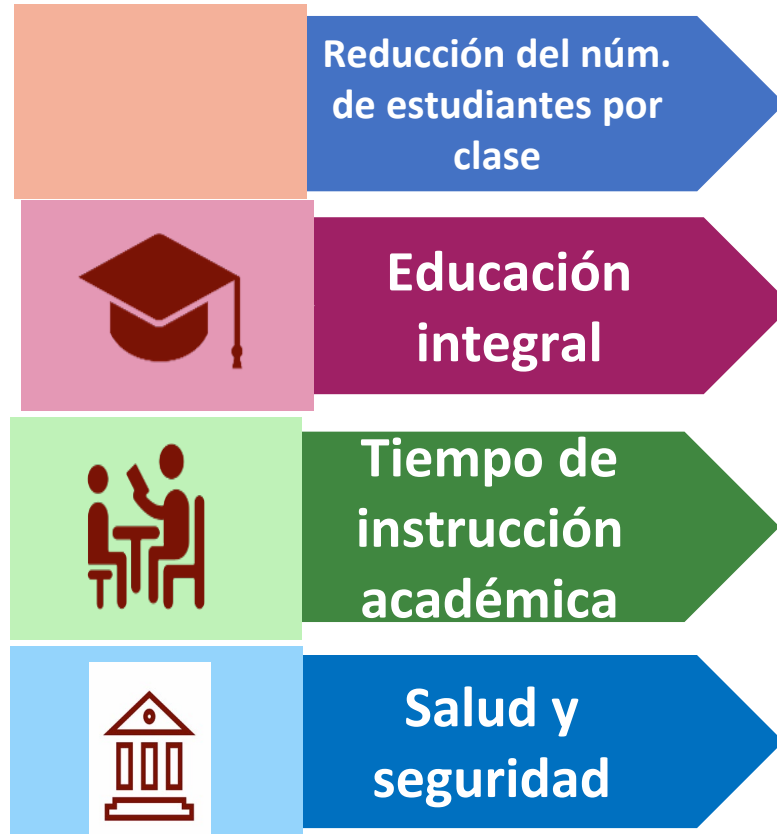 Reducción del núm.
de estudiantes por
clase
Educación
integral
Tiempo de
instrucción
académica
Salud y
seguridad